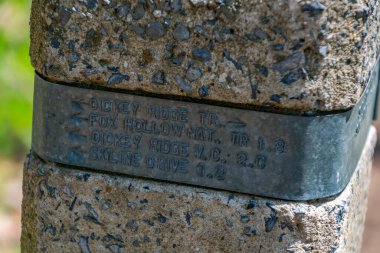 ← DICKEY RIDGE TR. →
← FOX HOLLOW NAT. TR 1.2
← DICKEY RIDGE V.C. 2.0
← SKYLINE DRIVE 1.2